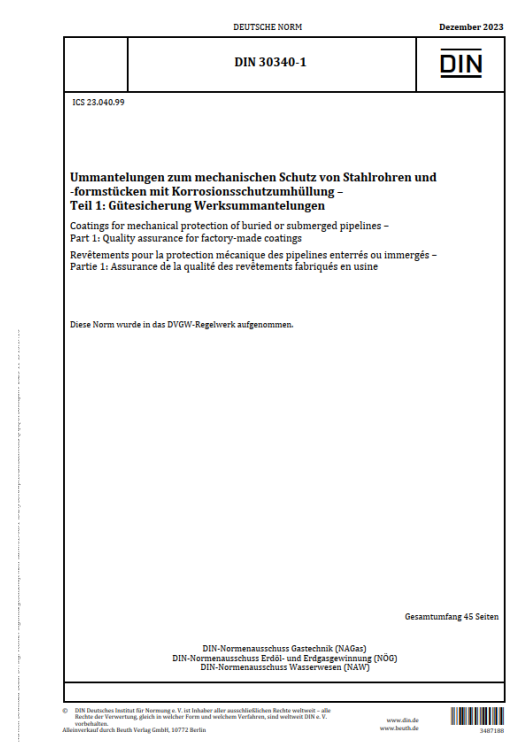 DEUTSCHE NORM
Dezember 2023
DIN 30340-1
DIN
ICS 23.040.99
Ummantelungen zum mechanischen Schutz von Stahlrohren und
-formstücken mit Korrosionsschutzumhüllung –
Teil 1: Gütesicherung Werksummantelungen
Coatings for mechanical protection of buried or submerged pipelines –
Part 1: Quality assurance for factory-made coatings
Revêtements pour la protection mécanique des pipelines enterrés ou immergés –
Partie 1: Assurance de la qualité des revêtements fabriqués en usine
Diese Norm wurde in das DVGW-Regelwerk aufgenommen.
Gesamtumfang 45 Seiten
DIN-Normenausschuss Gastechnik (NAGas)
DIN-Normenausschuss Erdöl- und Erdgasgewinnung (NÖG)
DIN-Normenausschuss Wasserwesen (NAW)
© DIN Deutsches Institut für Normung e. V. ist Inhaber aller ausschließlichen Rechte weltweit – alle
Rechte der Verwertung, gleich in welcher Form und welchem Verfahren, sind weltweit DIN e. V.
vorbehalten.
Alleinverkauf durch Beuth Verlag GmbH, 10772 Berlin
www.din.de
www.beuth.de
3487188